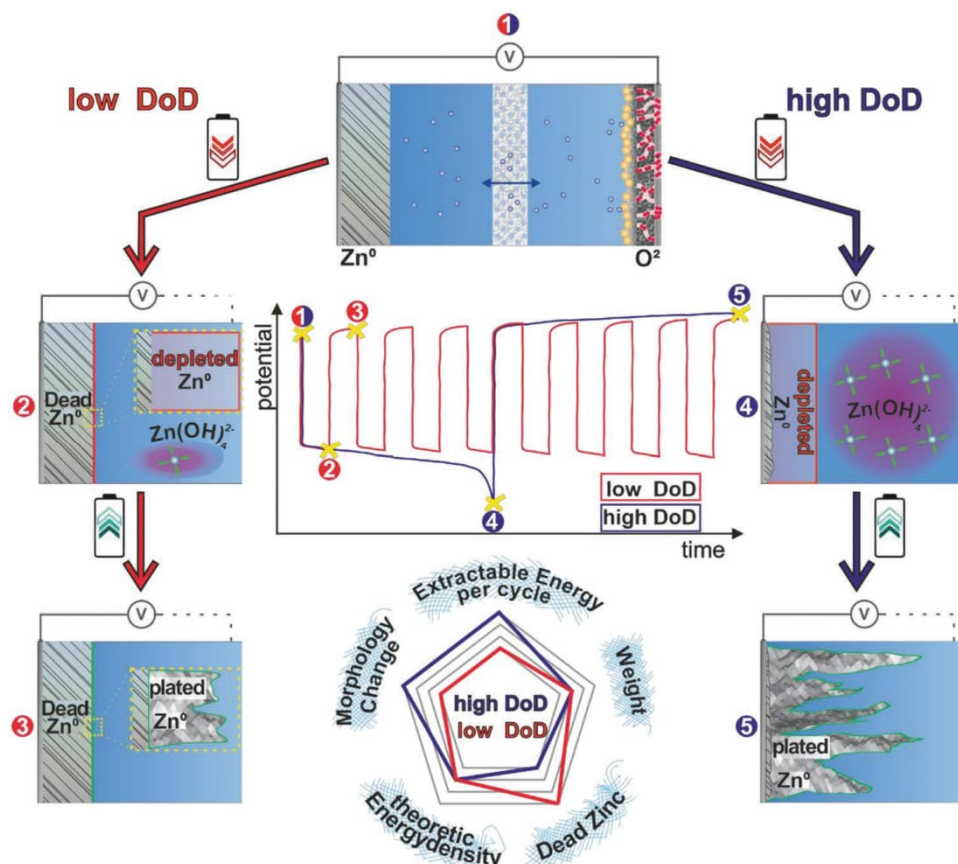 1
V
low DoD
high DoD
Zn⁰
O²
V
V
depleted
Zn⁰
Dead
Zn⁰
Zn(OH)₄²⁻
2
potential
1
3
5
2
4
low DoD
high DoD
time
depleted
Zn⁰
Zn(OH)₄²⁻
4
V
V
Dead
Zn⁰
plated
Zn⁰
3
Extractable Energy
per cycle
Morphology
Change
Weight
high DoD
low DoD
theoretic
Energydensity
Dead Zinc
plated
Zn⁰
5